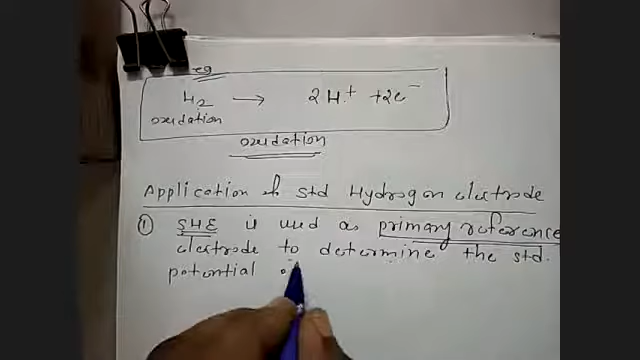 eg
H2 → 2H+ + 2e-
oxidation
oxidation
Application of std Hydrogen electrode
① SHE is used as primary reference
electrode to determine the std.
potential o